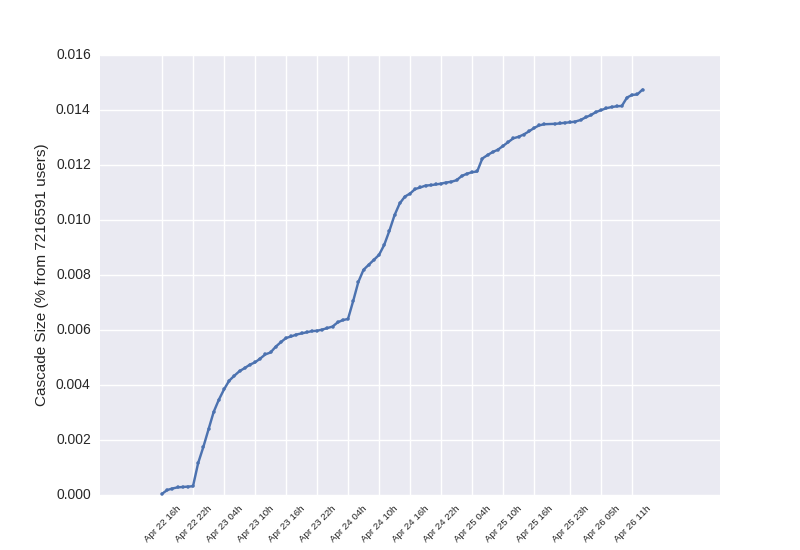 0.016
0.014
0.012
0.010
0.008
0.006
0.004
0.002
0.000
Cascade Size (% from 7216591 users)
Apr 22 16h
Apr 22 22h
Apr 23 04h
Apr 23 10h
Apr 23 16h
Apr 23 22h
Apr 24 04h
Apr 24 10h
Apr 24 16h
Apr 24 22h
Apr 25 04h
Apr 25 10h
Apr 25 16h
Apr 25 23h
Apr 26 05h
Apr 26 11h